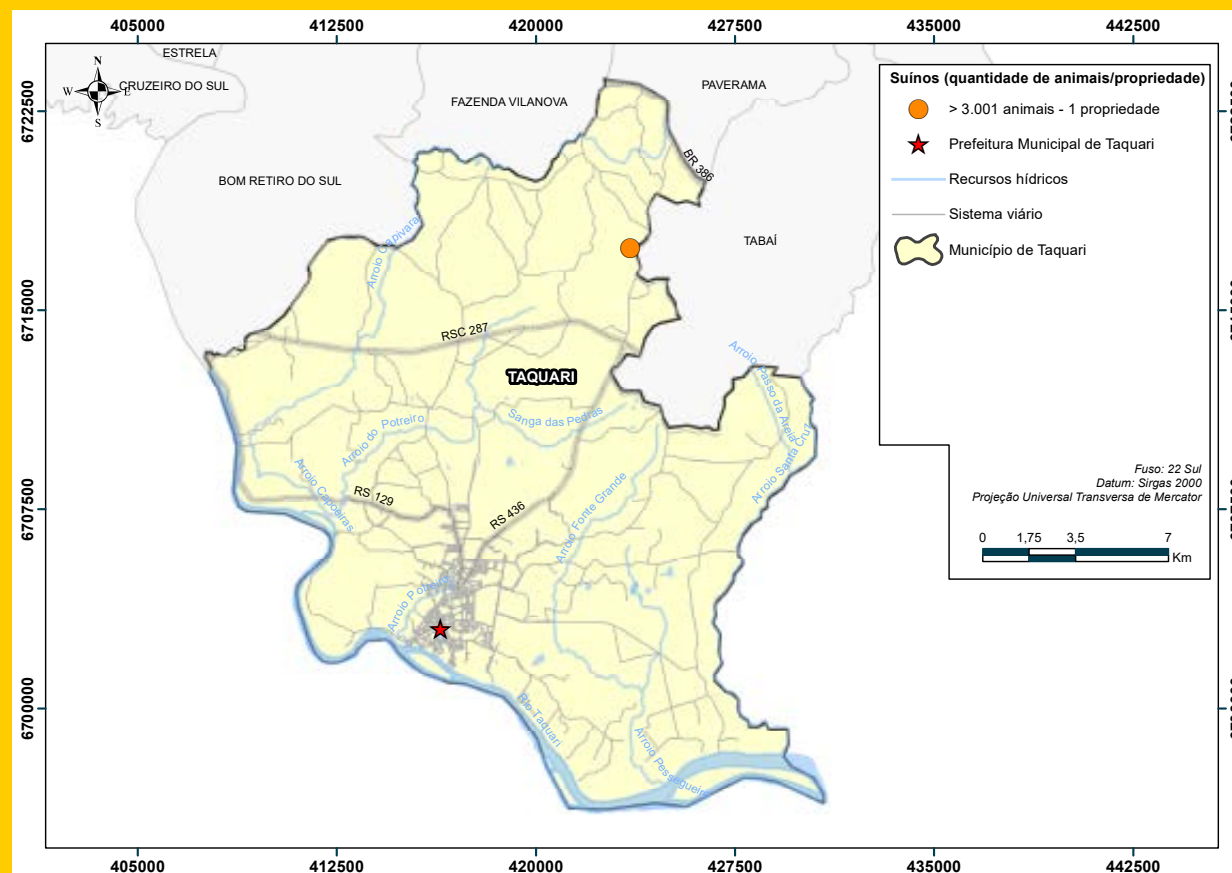 405000 412500 420000 427500 435000 442500
ESTRELA
N
W E
S
CRUZEIRO DO SUL
FAZENDA VILANOVA
PAVERAMA
BOM RETIRO DO SUL
BR 386
TABAÍ
Arroio Capivara
RSC 287
TAQUARI
Arroio Passo da Areia
Sanga das Pedras
Arroio do Potreiro
Arroio Santa Cruz
Arroio Capoeiras
RS 129
RS 436
Arroio Fonte Grande
Arroio Potreiro
Rio Taquari
Arroio Pessegueiro
6722500
6715000
6707500
6700000
Suínos (quantidade de animais/propriedade)
> 3.001 animais - 1 propriedade
Prefeitura Municipal de Taquari
Recursos hídricos
Sistema viário
Município de Taquari
Fuso: 22 Sul
Datum: Sirgas 2000
Projeção Universal Transversa de Mercator
0 1,75 3,5 7
Km
405000 412500 420000 427500 435000 442500